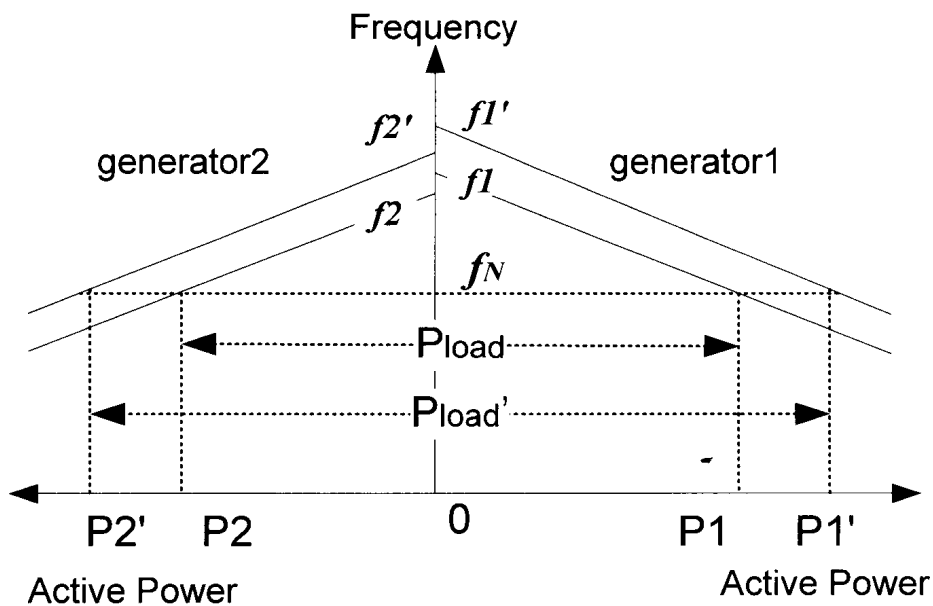 Frequency
f2' f1'
generator2 generator1
f1
f2
fN
Pload
Pload'
0
P2' P2 P1 P1'
Active Power Active Power